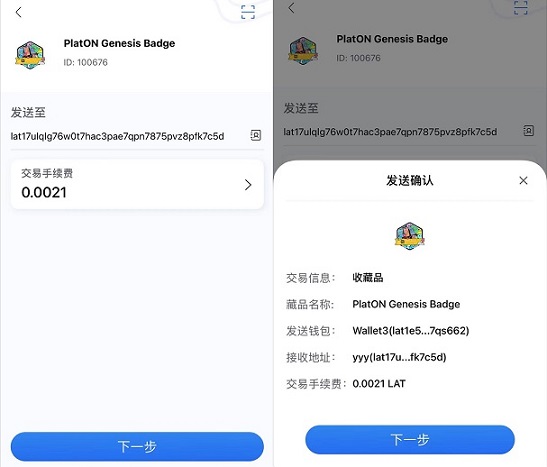 PlatON Genesis Badge
ID: 100676
发送至
lat17ulqlg76w0t7hac3pae7qpn7875pvz8pfk7c5d
交易手续费
0.0021
下一步
PlatON Genesis Badge
ID: 100676
发送至
lat17ulqlg76w0t7hac3pae7qpn7875pvz8pfk7c5d
发送确认
交易信息： 收藏品
藏品名称: PlatON Genesis Badge
发送钱包： Wallet3(lat1e5...7qs662)
接收地址： yyy(lat17u...fk7c5d)
交易手续费： 0.0021 LAT
下一步